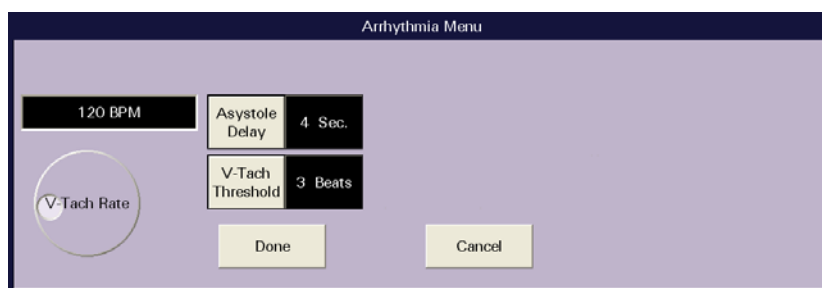 Arrhythmia Menu
120 BPM
Asystole
Delay
4 Sec.
V-Tach Rate
V-Tach
Threshold
3 Beats
Done
Cancel